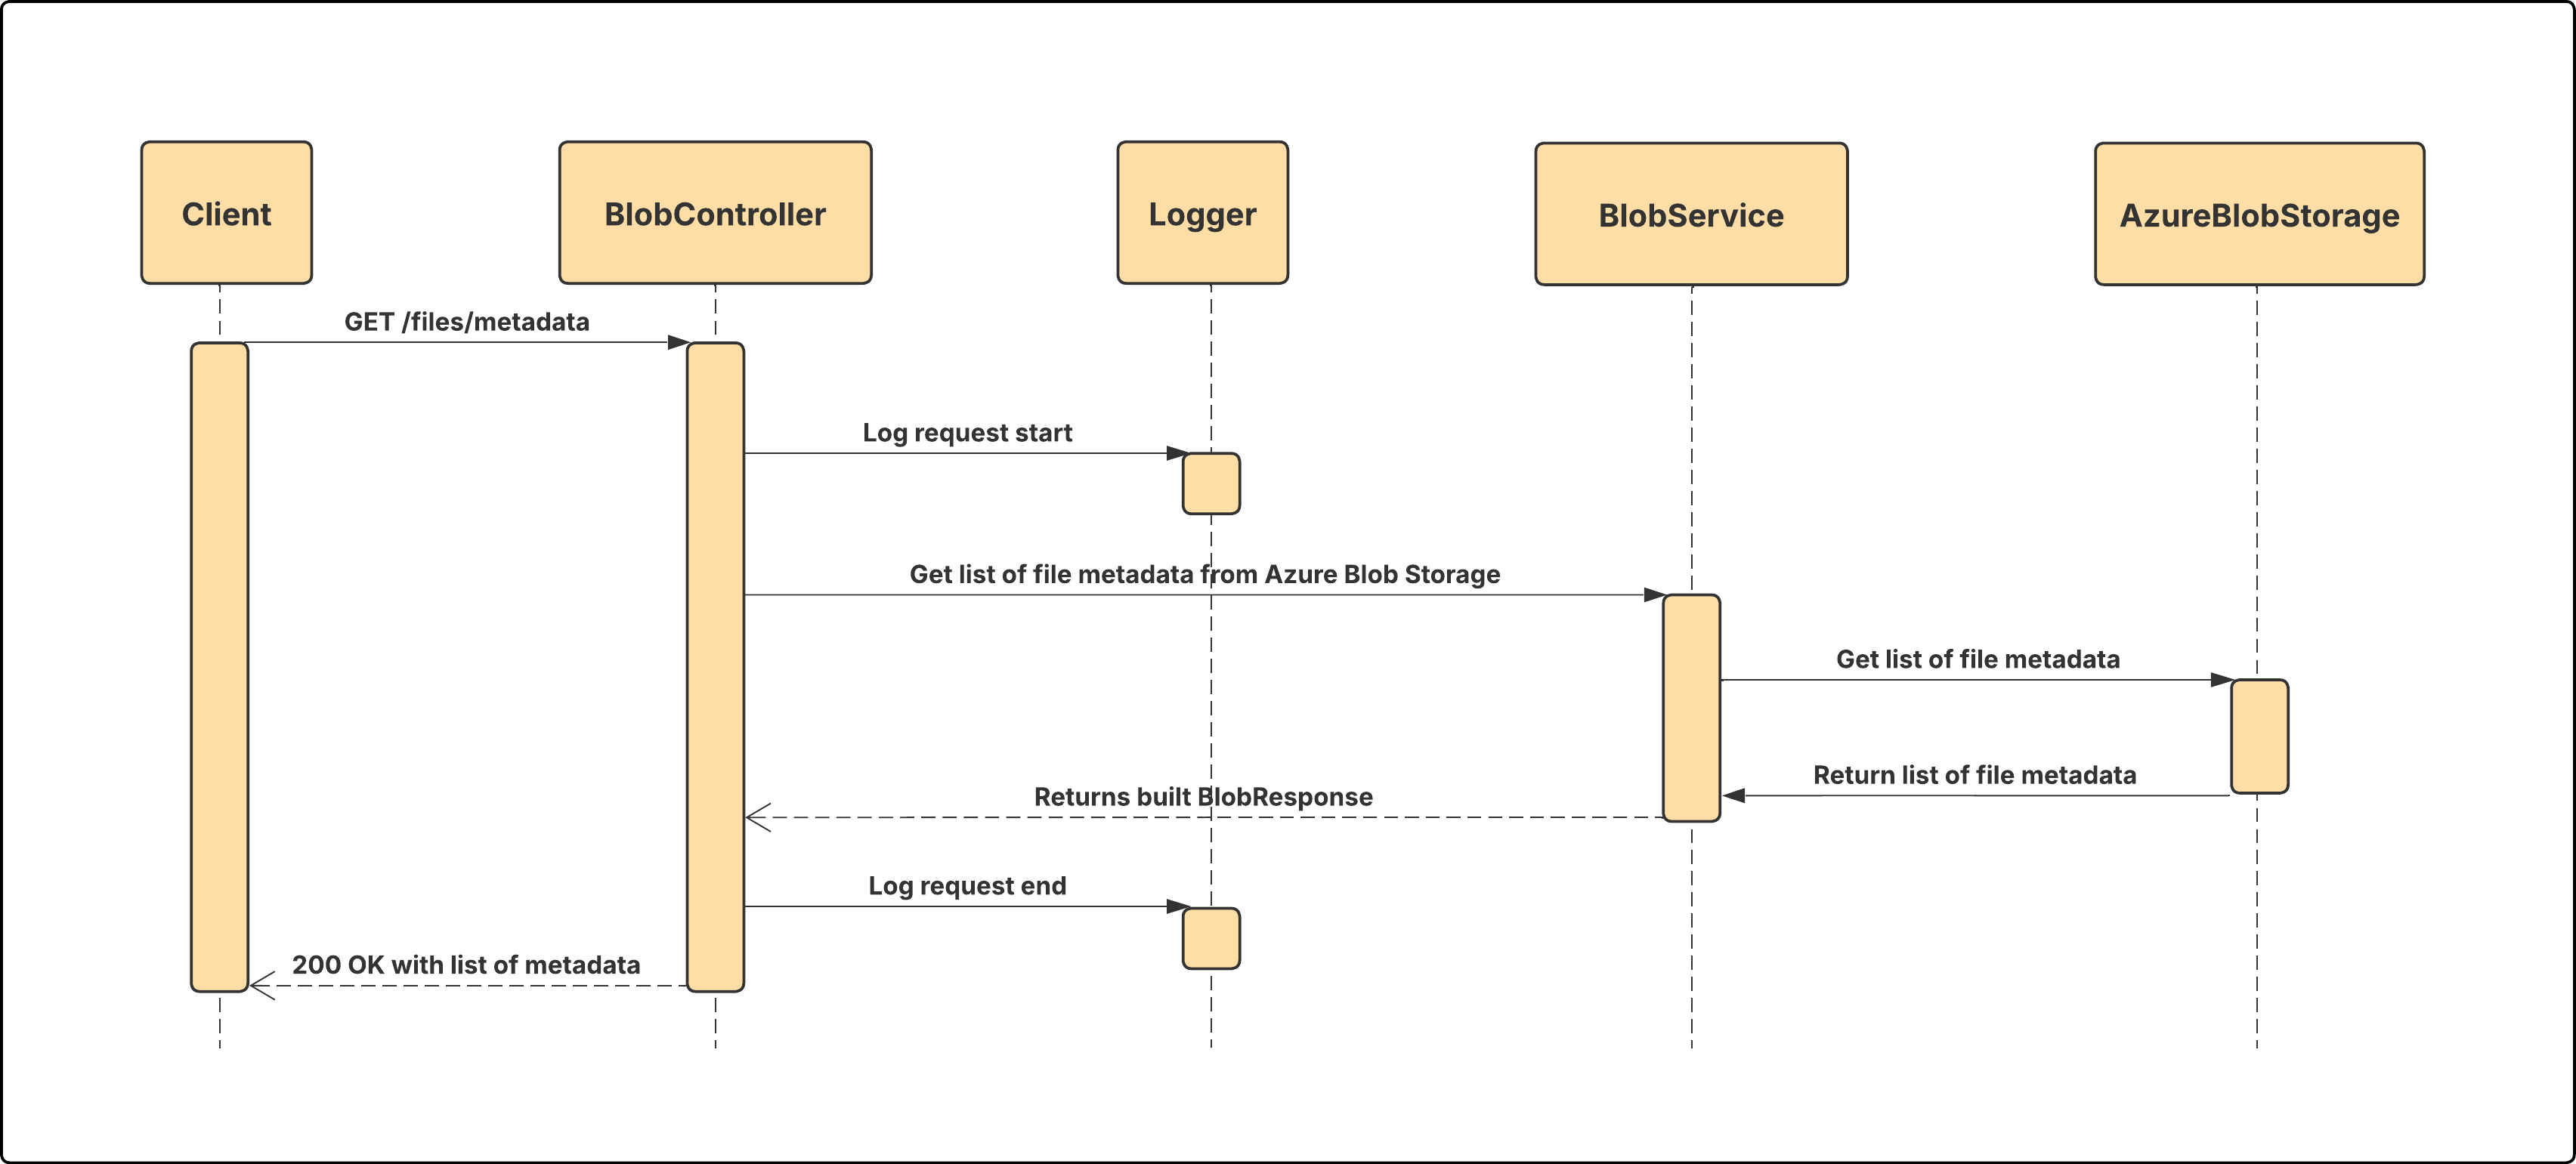 Client
BlobController
Logger
BlobService
AzureBlobStorage
GET /files/metadata
Log request start
Get list of file metadata from Azure Blob Storage
Get list of file metadata
Return list of file metadata
Returns built BlobResponse
Log request end
200 OK with list of metadata